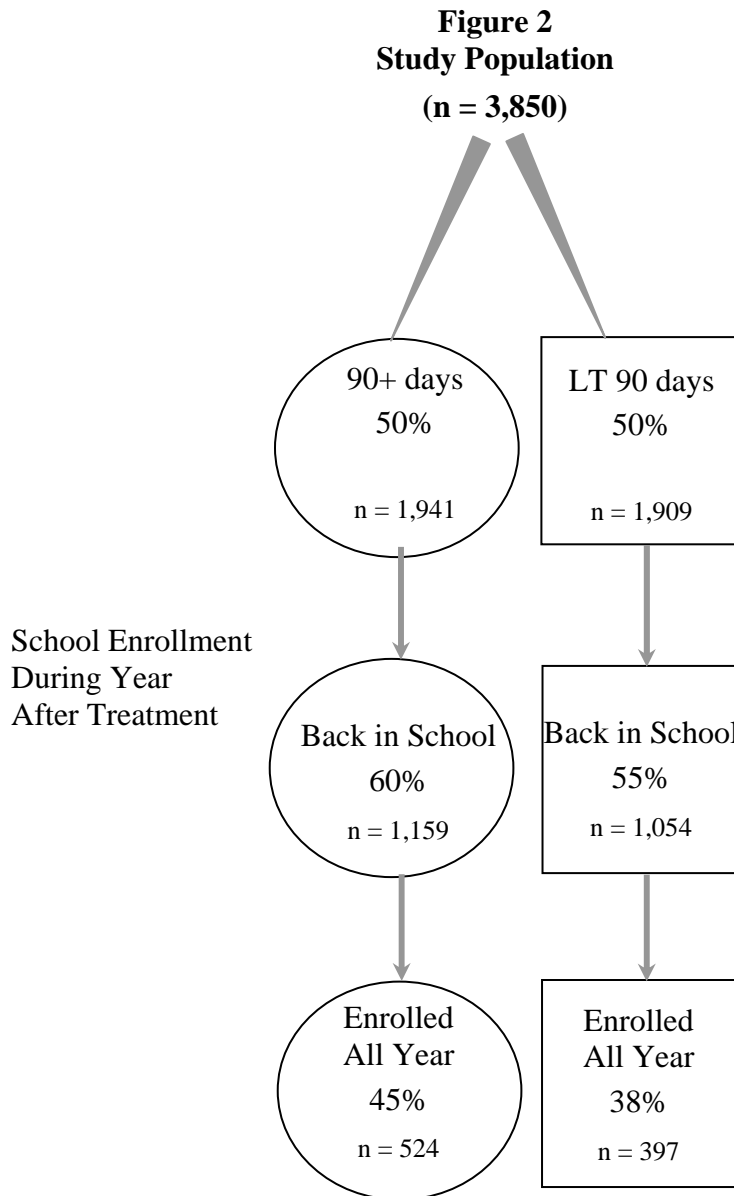 Figure 2
Study Population
(n = 3,850)
90+ days
50%
n = 1,941
LT 90 days
50%
n = 1,909
School Enrollment
During Year
After Treatment
Back in School
60%
n = 1,159
Back in School
55%
n = 1,054
Enrolled
All Year
45%
n = 524
Enrolled
All Year
38%
n = 397